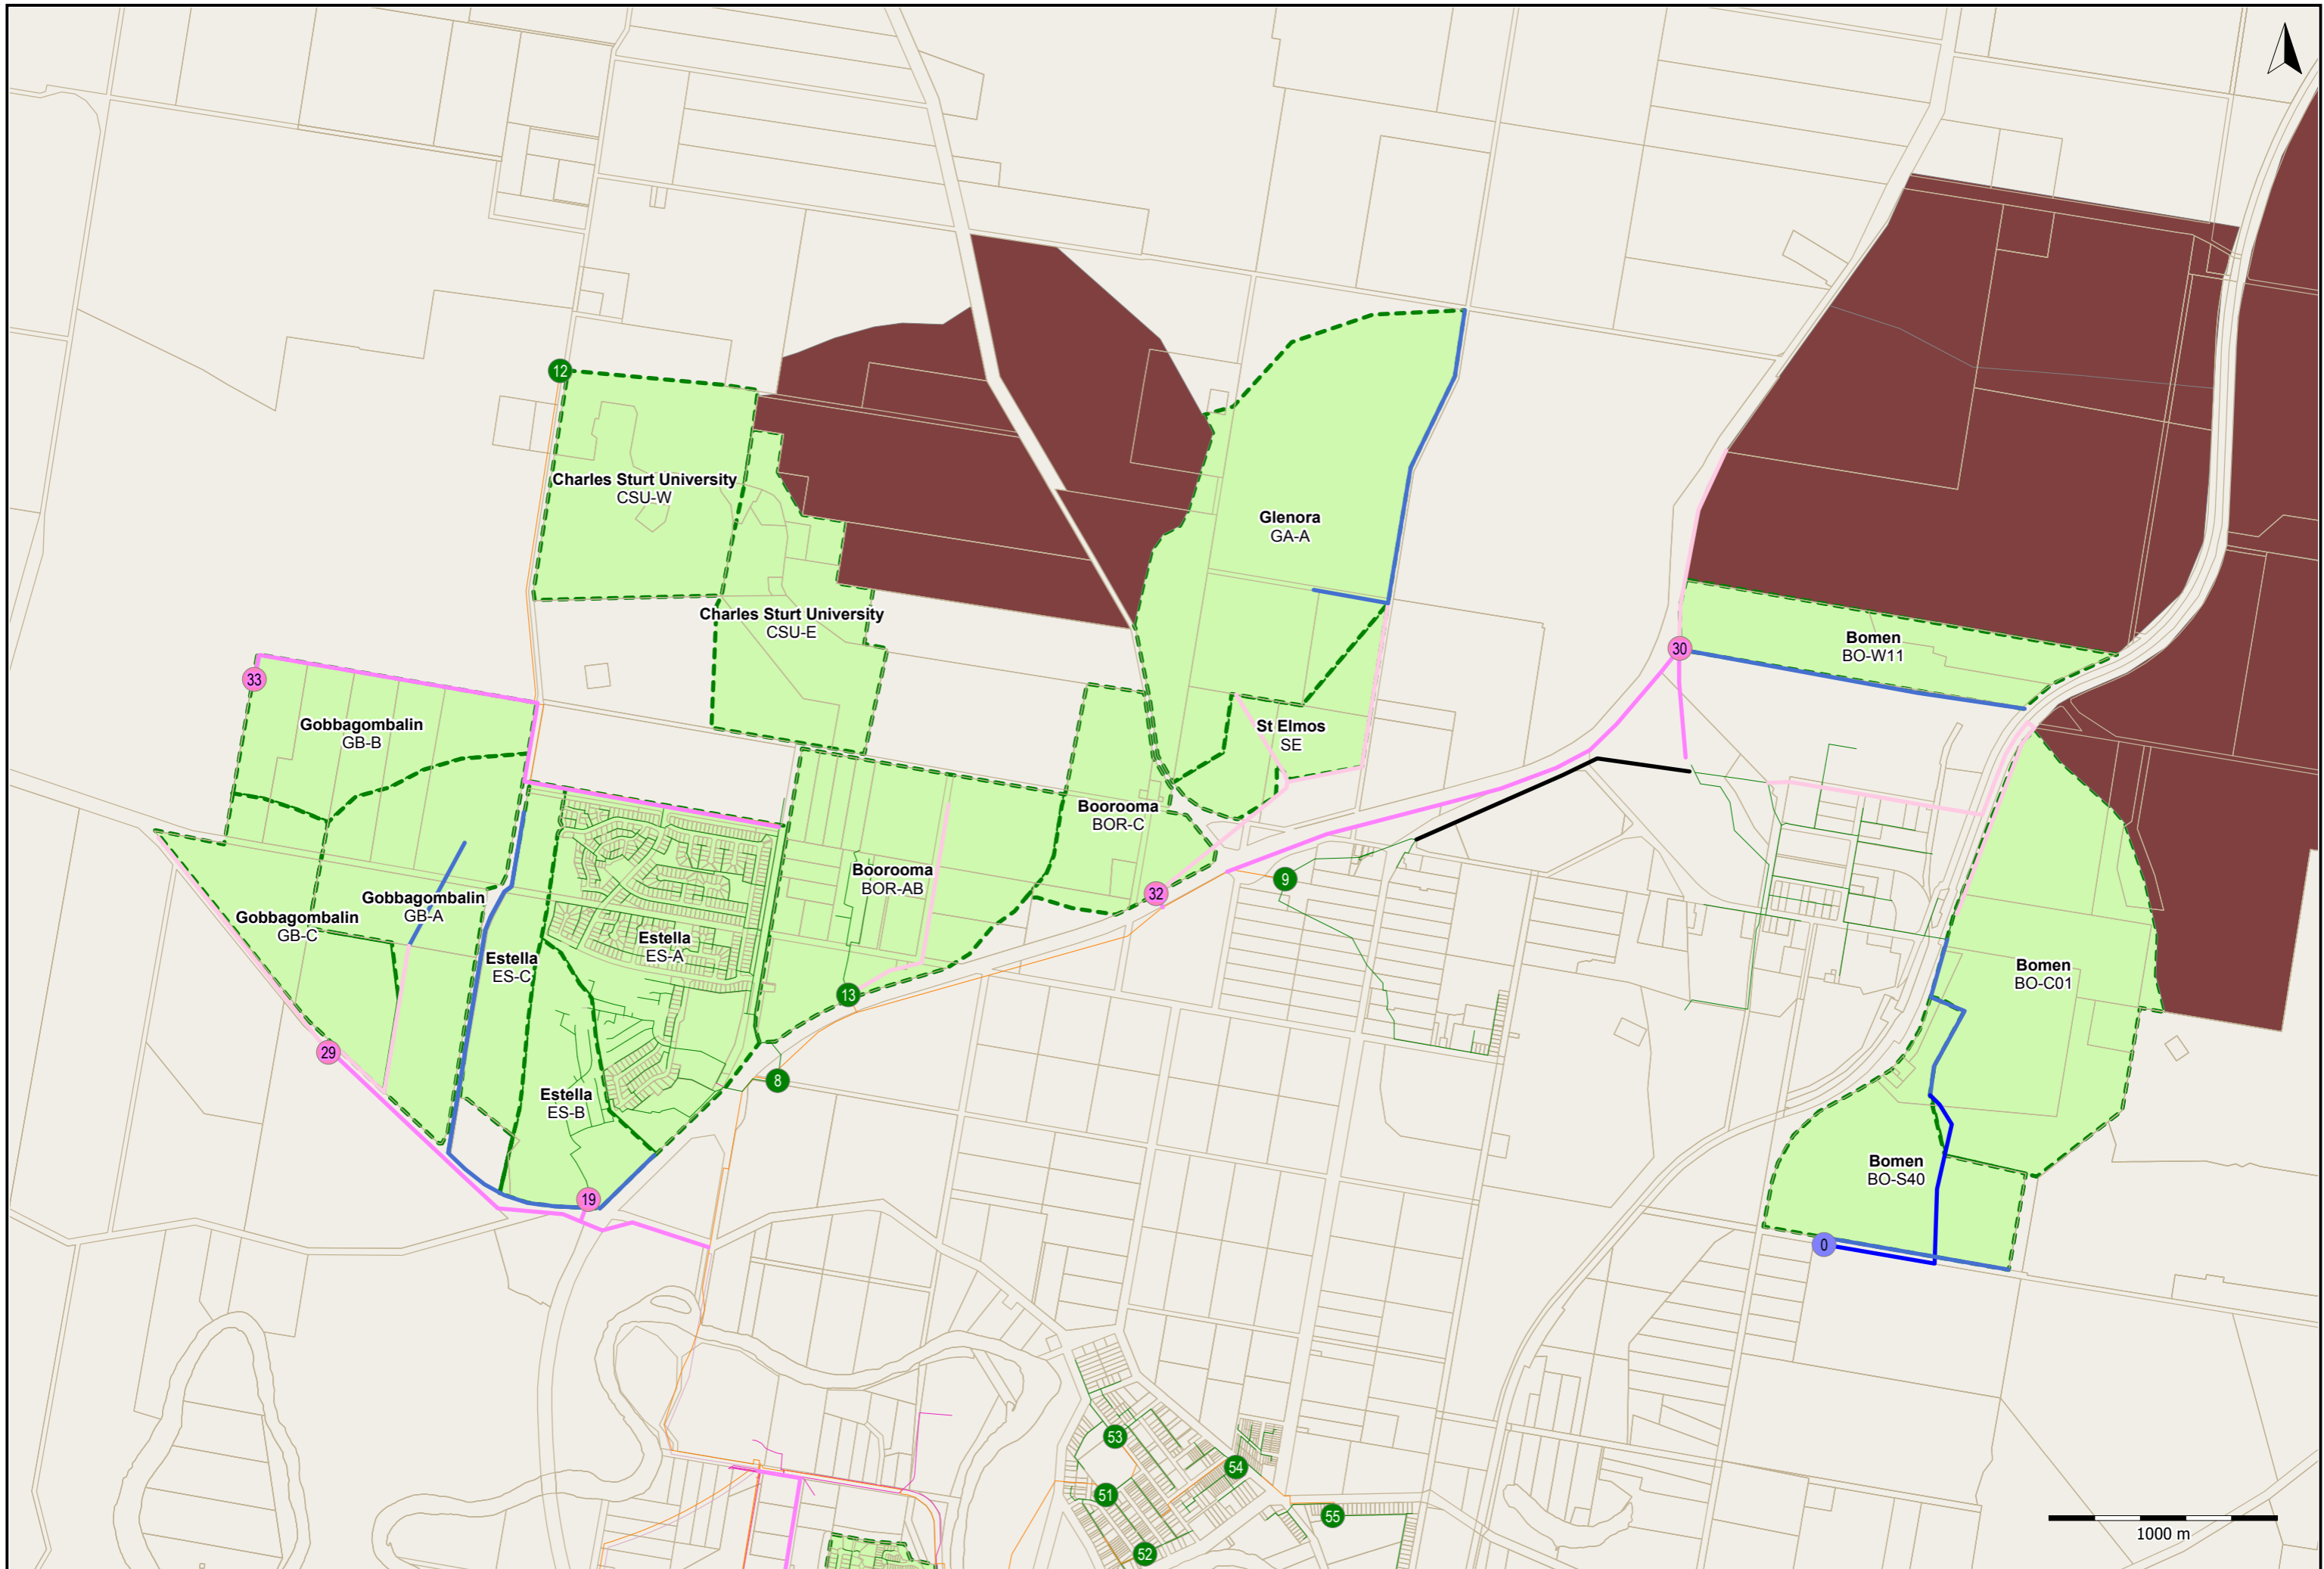 12
Charles Sturt University
CSU-W
Glenora
GA-A
Charles Sturt University
CSU-E
30
Bomen
BO-W11
33
Gobbagombalin
GB-B
St Elmos
SE
Boorooma
BOR-C
Boorooma
BOR-AB
9
32
Gobbagombalin
GB-A
Gobbagombalin
GB-C
Estella
ES-A
Estella
ES-C
Bomen
BO-C01
13
29
8
Estella
ES-B
Bomen
BO-S40
19
0
53
54
51
55
52
1000 m